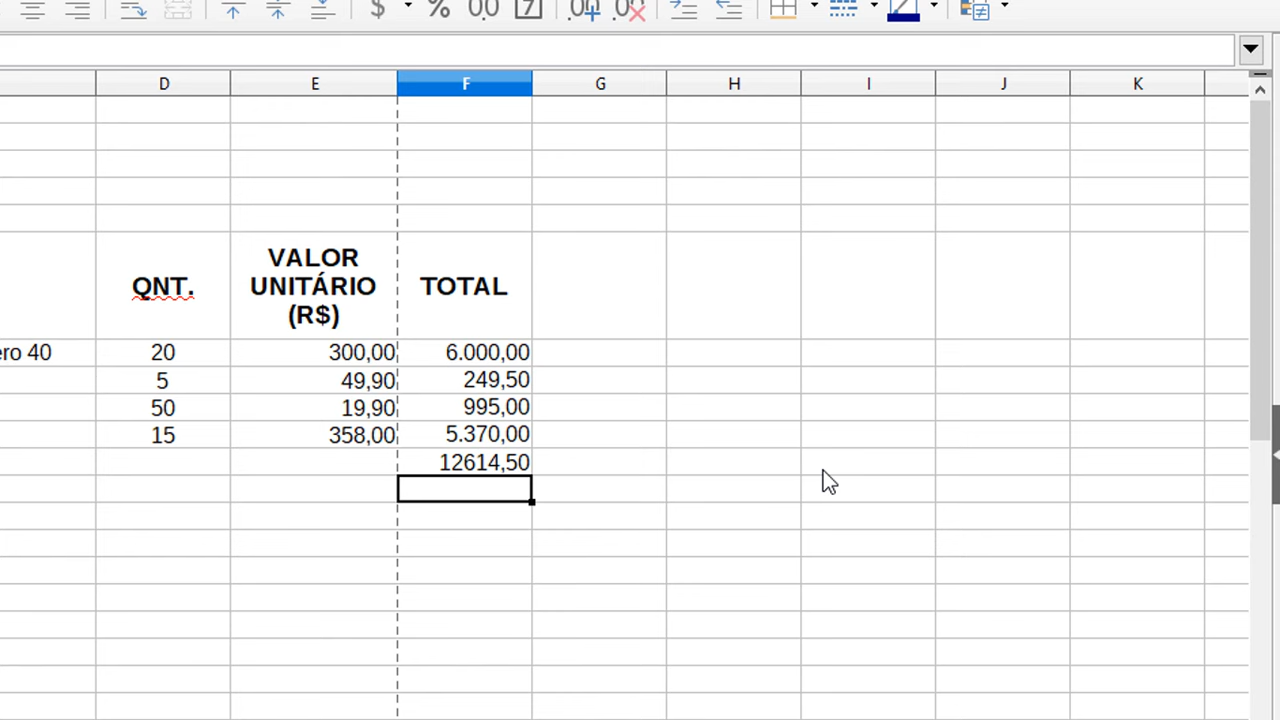 D E F G H I J K
VALOR
UNITÁRIO
(R$)
QNT.
TOTAL
ero 40 20 300,00 6.000,00
5 49,90 249,50
50 19,90 995,00
15 358,00 5.370,00
12614,50